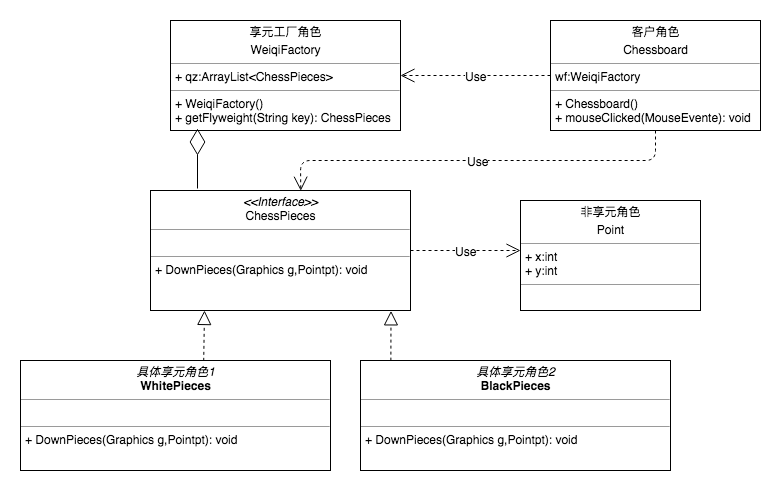 享元工厂角色
WeiqiFactory
+ qz:ArrayList<ChessPieces>
+ WeiqiFactory()
+ getFlyweight(String key): ChessPieces
Use
客户角色
Chessboard
wf:WeiqiFactory
+ Chessboard()
+ mouseClicked(MouseEvente): void
Use
<<Interface>>
ChessPieces
+ DownPieces(Graphics g,Pointpt): void
Use
非享元角色
Point
+ x:int
+ y:int
具体享元角色1
WhitePieces
+ DownPieces(Graphics g,Pointpt): void
具体享元角色2
BlackPieces
+ DownPieces(Graphics g,Pointpt): void